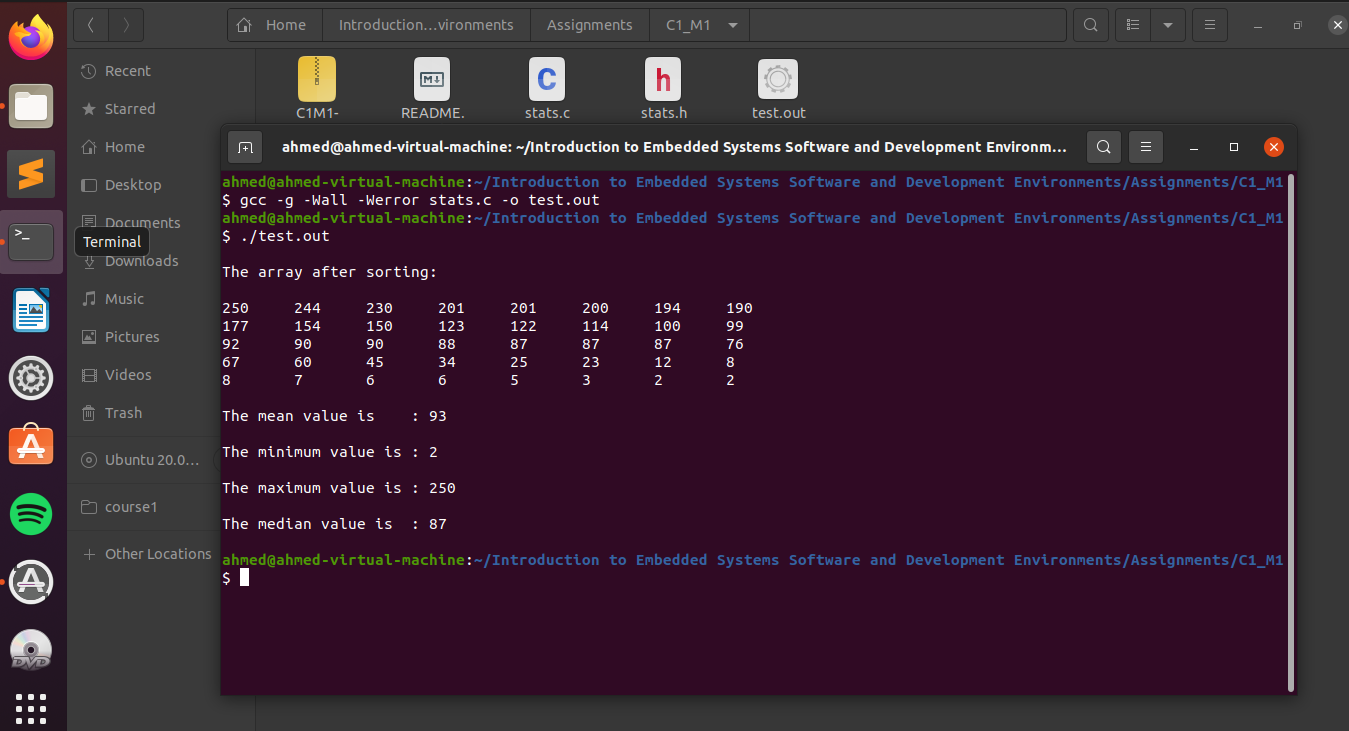 Home Introduction...vironments Assignments C1_M1
Recent
Starred
Home
Desktop
Documents
Terminal
Downloads
Music
Pictures
Videos
Trash
Ubuntu 20.0...
course1
Other Locations
C1M1- README. stats.c stats.h test.out
ahmed@ahmed-virtual-machine: ~/Introduction to Embedded Systems Software and Development Environm...
ahmed@ahmed-virtual-machine:~/Introduction to Embedded Systems Software and Development Environments/Assignments/C1_M1
$ gcc -g -Wall -Werror stats.c -o test.out
ahmed@ahmed-virtual-machine:~/Introduction to Embedded Systems Software and Development Environments/Assignments/C1_M1
$ ./test.out
The array after sorting:
250 244 230 201 201 200 194 190
177 154 150 123 122 114 100 99
92 90 90 88 87 87 87 76
67 60 45 34 25 23 12 8
8 7 6 6 5 3 2 2
The mean value is : 93
The minimum value is : 2
The maximum value is : 250
The median value is : 87
ahmed@ahmed-virtual-machine:~/Introduction to Embedded Systems Software and Development Environments/Assignments/C1_M1
$
DVD